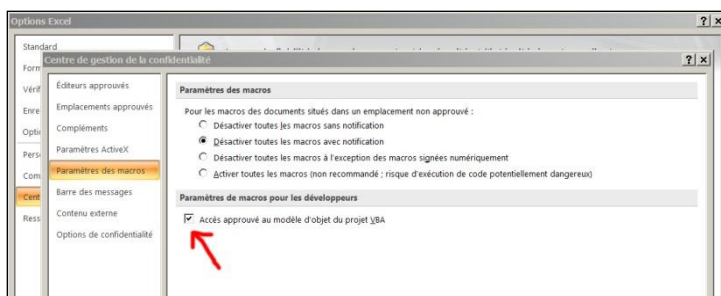 Options Excel
Standard
Centre de gestion de la confidentialité
Éditeurs approuvés
Emplacements approuvés
Compléments
Paramètres ActiveX
Paramètres des macros
Barre des messages
Contenu externe
Options de confidentialité
Paramètres des macros
Pour les macros des documents situés dans un emplacement non approuvé :
Désactiver toutes les macros sans notification
Désactiver toutes les macros avec notification
Désactiver toutes les macros à l'exception des macros signées numériquement
Activer toutes les macros (non recommandé ; risque d'exécution de code potentiellement dangereux)
Paramètres de macros pour les développeurs
Accès approuvé au modèle d'objet du projet VBA